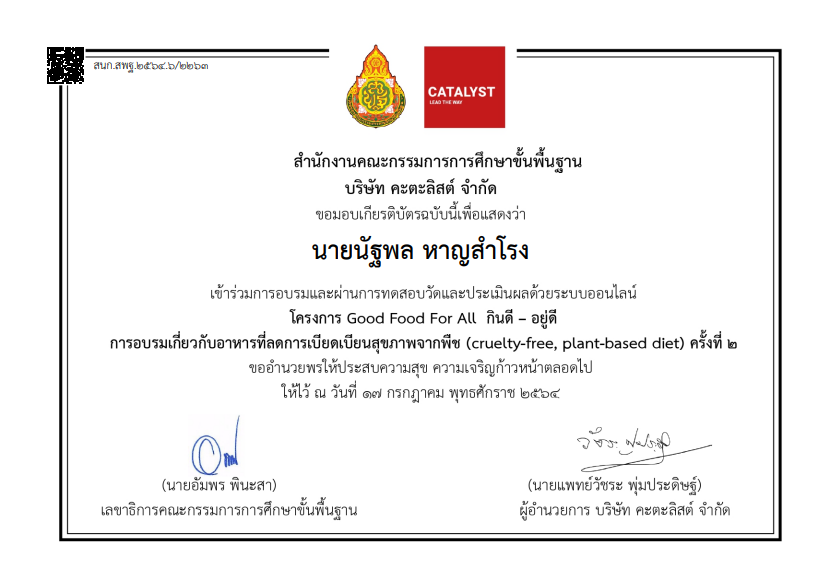 สนก.สพฐ.๒๕๖๔.๖/๒๒๖๓
CATALYST
LEAD THE WAY
สำนักงานคณะกรรมการการศึกษาขั้นพื้นฐาน
บริษัท คะตะลิสต์ จำกัด
ขอมอบเกียรติบัตรฉบับนี้เพื่อแสดงว่า
นายนัฐพล หาญสำโรง
เข้าร่วมการอบรมและผ่านการทดสอบวัดและประเมินผลด้วยระบบออนไลน์
โครงการ Good Food For All กินดี – อยู่ดี
การอบรมเกี่ยวกับอาหารที่ลดการเบียดเบียนสุขภาพจากพืช (cruelty-free, plant-based diet) ครั้งที่ ๒
ขออำนวยพรให้ประสบความสุข ความเจริญก้าวหน้าตลอดไป
ให้ไว้ ณ วันที่ ๑๗ กรกฎาคม พุทธศักราช ๒๕๖๔
(นายอัมพร พินะสา)
เลขาธิการคณะกรรมการการศึกษาขั้นพื้นฐาน
(นายแพทย์วัชระ พุ่มประดิษฐ์)
ผู้อำนวยการ บริษัท คะตะลิสต์ จำกัด